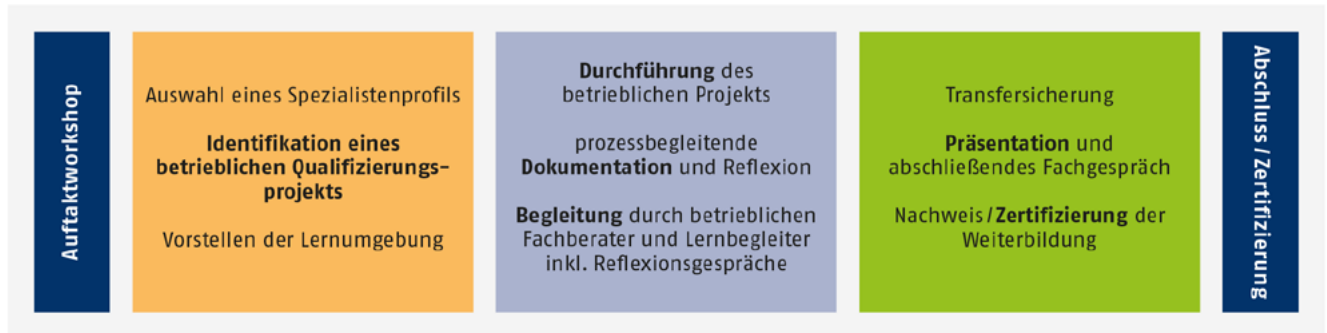 Auftaktworkshop
Auswahl eines Spezialistenprofils
Identifikation eines
betrieblichen Qualifizierungs-
projekts
Vorstellen der Lernumgebung
Durchführung des
betrieblichen Projekts
prozessbegleitende
Dokumentation und Reflexion
Begleitung durch betrieblichen
Fachberater und Lernbegleiter
inkl. Reflexionsgespräche
Transfersicherung
Präsentation und
abschließendes Fachgespräch
Nachweis/Zertifizierung der
Weiterbildung
Abschluss/Zertifizierung